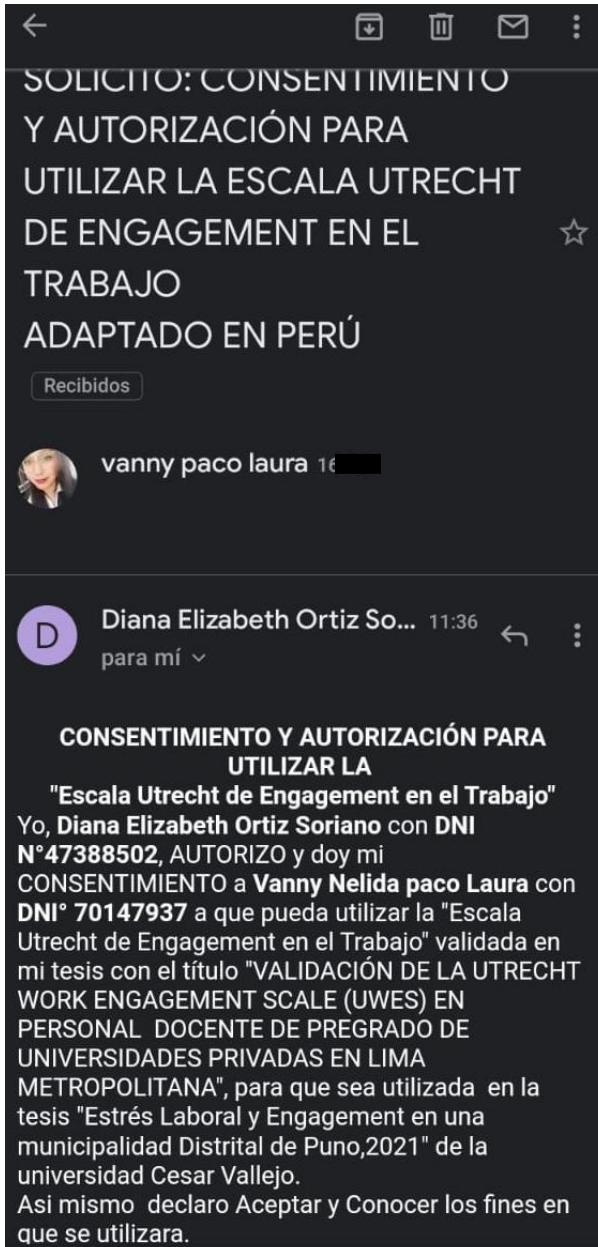 SOLICITO: CONSENTIMIENTO
Y AUTORIZACIÓN PARA
UTILIZAR LA ESCALA UTRECHT
DE ENGAGEMENT EN EL
TRABAJO
ADAPTADO EN PERÚ
Recibidos
vanny paco laura 16
D
Diana Elizabeth Ortiz So... 11:36
para mí
CONSENTIMIENTO Y AUTORIZACIÓN PARA
UTILIZAR LA
"Escala Utrecht de Engagement en el Trabajo"
Yo, Diana Elizabeth Ortiz Soriano con DNI
N°47388502, AUTORIZO y doy mi
CONSENTIMIENTO a Vanny Nelida paco Laura con
DNI° 70147937 a que pueda utilizar la "Escala
Utrecht de Engagement en el Trabajo" validada en
mi tesis con el título "VALIDACIÓN DE LA UTRECHT
WORK ENGAGEMENT SCALE (UWES) EN
PERSONAL DOCENTE DE PREGRADO DE
UNIVERSIDADES PRIVADAS EN LIMA
METROPOLITANA", para que sea utilizada en la
tesis "Estrés Laboral y Engagement en una
municipalidad Distrital de Puno,2021" de la
universidad Cesar Vallejo.
Asi mismo declaro Aceptar y Conocer los fines en
que se utilizara.